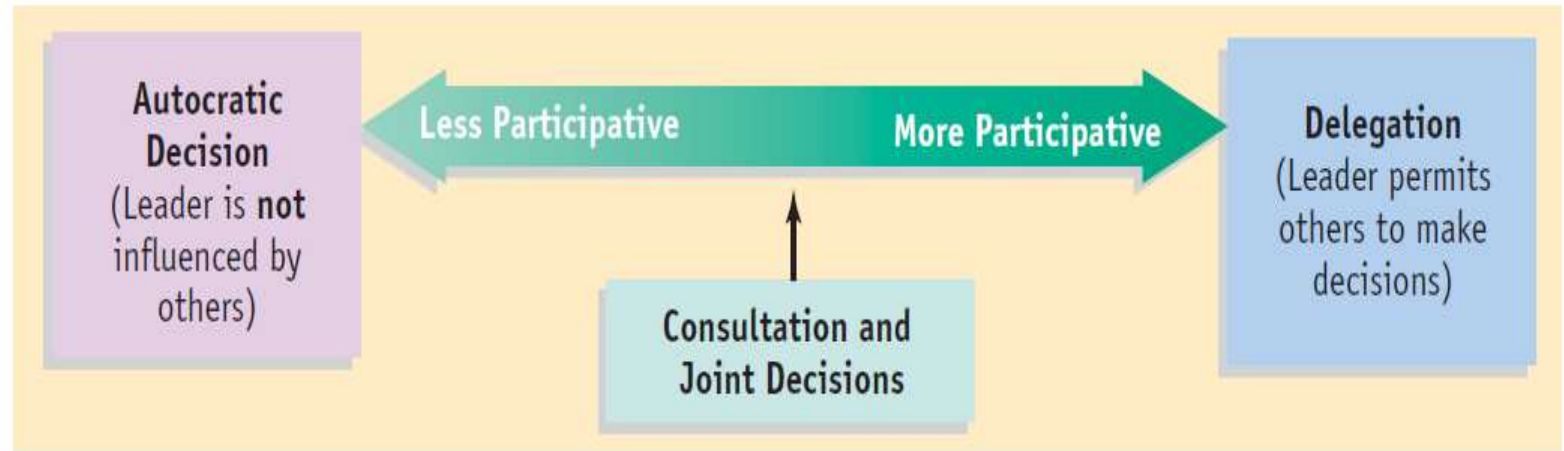 Autocratic
Decision
(Leader is not
influenced by
others)
Less Participative
More Participative
Consultation and
Joint Decisions
Delegation
(Leader permits
others to make
decisions)